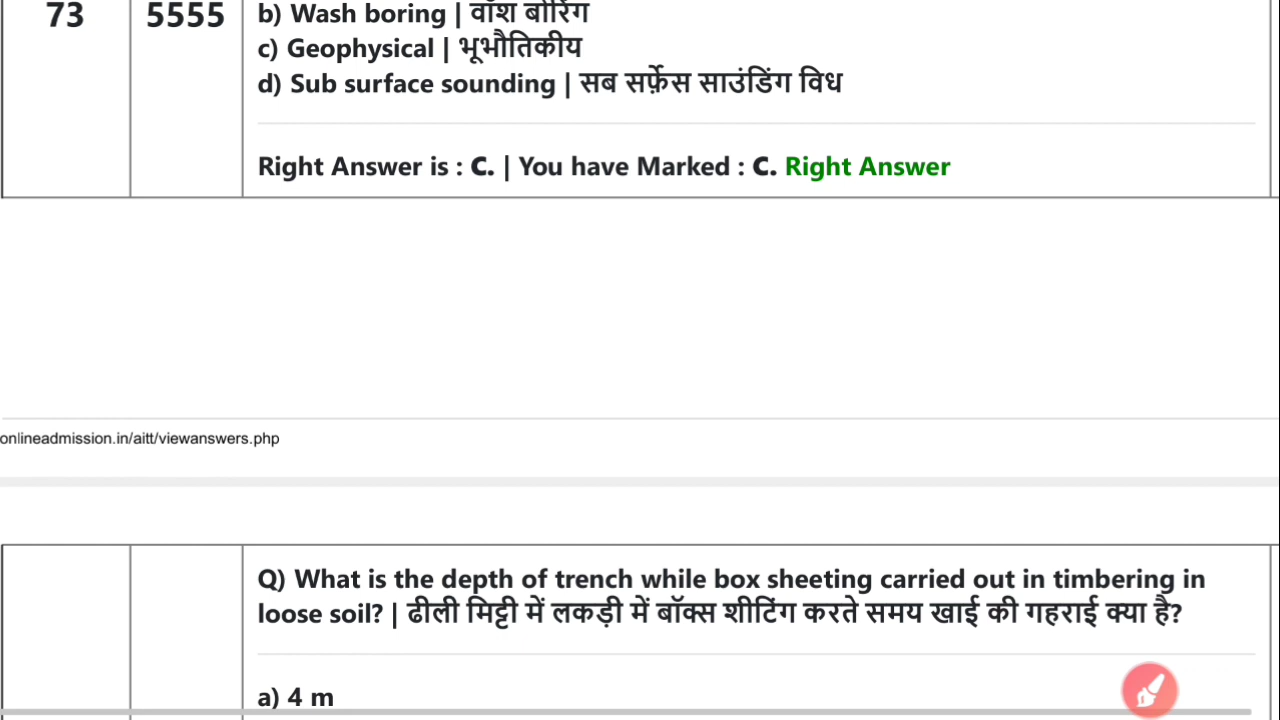 73
5555
b) Wash boring | वॉश बोरिंग
c) Geophysical | भूभौतिकीय
d) Sub surface sounding | सब सर्फ़ेस साउंडिंग विध
Right Answer is : C. | You have Marked : C. Right Answer
onlineadmission.in/aitt/viewanswers.php
Q) What is the depth of trench while box sheeting carried out in timbering in
loose soil? | ढीली मिट्टी में लकड़ी में बॉक्स शीटिंग करते समय खाई की गहराई क्या है?
a) 4 m